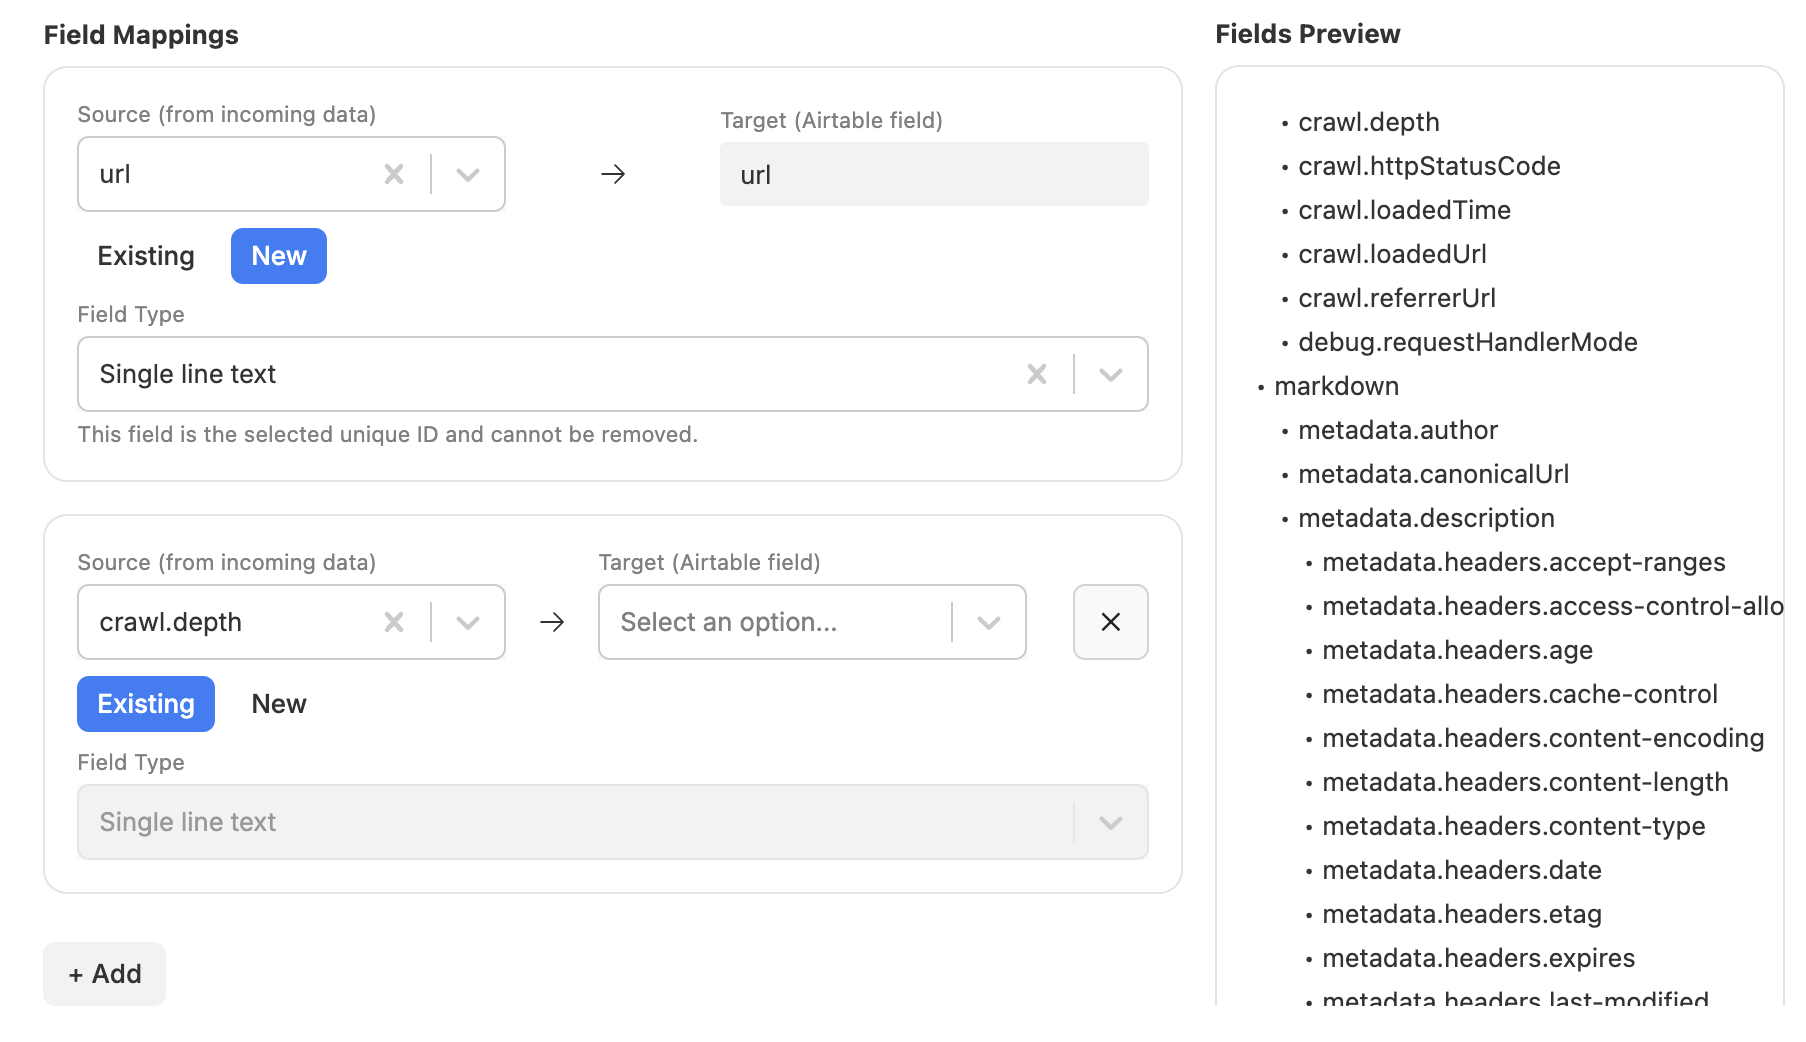 Field Mappings
Source (from incoming data)
Target (Airtable field)
url
→
url
Existing
New
Field Type
Single line text
This field is the selected unique ID and cannot be removed.
Source (from incoming data)
Target (Airtable field)
crawl.depth
→
Select an option...
Existing
New
Field Type
Single line text
+ Add
Fields Preview
• crawl.depth
• crawl.httpStatusCode
• crawl.loadedTime
• crawl.loadedUrl
• crawl.referrerUrl
• debug.requestHandlerMode
• markdown
• metadata.author
• metadata.canonicalUrl
• metadata.description
• metadata.headers.accept-ranges
• metadata.headers.access-control-allo
• metadata.headers.age
• metadata.headers.cache-control
• metadata.headers.content-encoding
• metadata.headers.content-length
• metadata.headers.content-type
• metadata.headers.date
• metadata.headers.etag
• metadata.headers.expires
• metadata.headers.last-modified